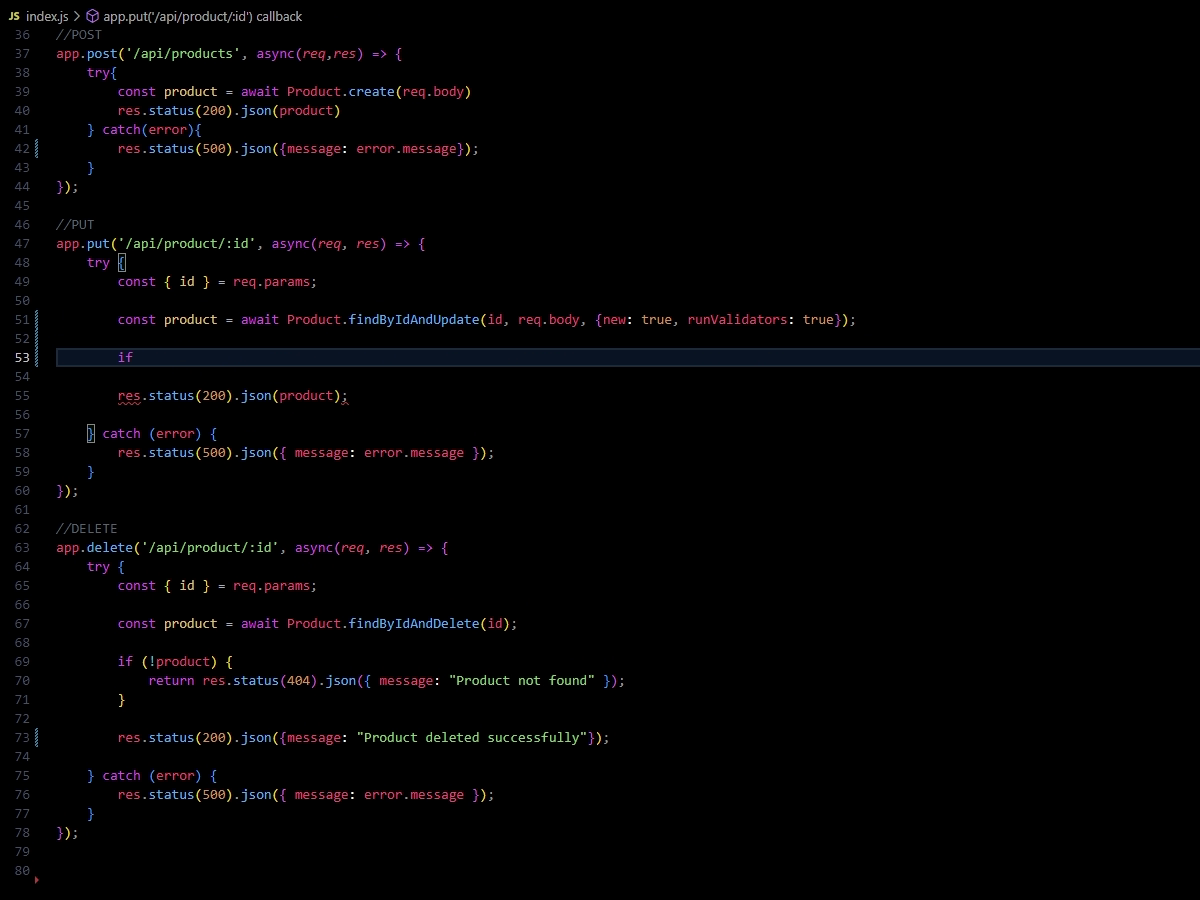 JS index.js > app.put('/api/product/:id') callback
36 //POST
37 app.post('/api/products', async(req,res) => {
38 try{
39 const product = await Product.create(req.body)
40 res.status(200).json(product)
41 } catch(error){
42 res.status(500).json({message: error.message});
43 }
44 });
45
46 //PUT
47 app.put('/api/product/:id', async(req, res) => {
48 try {
49 const { id } = req.params;
50
51 const product = await Product.findByIdAndUpdate(id, req.body, {new: true, runValidators: true});
52
53 if
54
55 res.status(200).json(product);
56
57 } catch (error) {
58 res.status(500).json({ message: error.message });
59 }
60 });
61
62 //DELETE
63 app.delete('/api/product/:id', async(req, res) => {
64 try {
65 const { id } = req.params;
66
67 const product = await Product.findByIdAndDelete(id);
68
69 if (!product) {
70 return res.status(404).json({ message: "Product not found" });
71 }
72
73 res.status(200).json({message: "Product deleted successfully"});
74
75 } catch (error) {
76 res.status(500).json({ message: error.message });
77 }
78 });
79
80